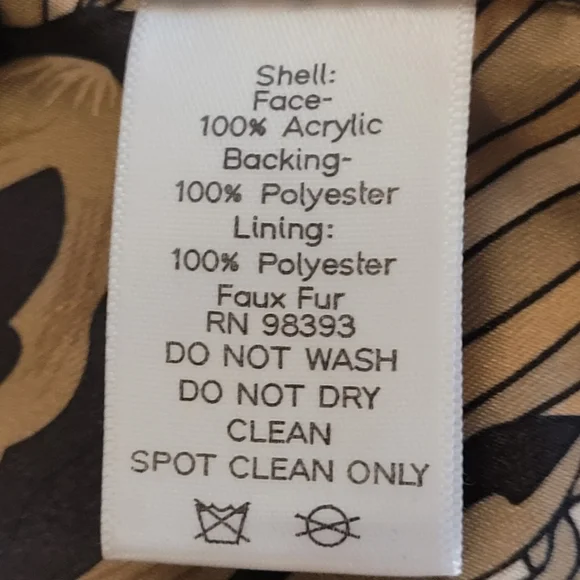 Shell:
Face-
100% Acrylic
Backing-
100% Polyester
Lining:
100% Polyester
Faux Fur
RN 98393
DO NOT WASH
DO NOT DRY
CLEAN
SPOT CLEAN ONLY